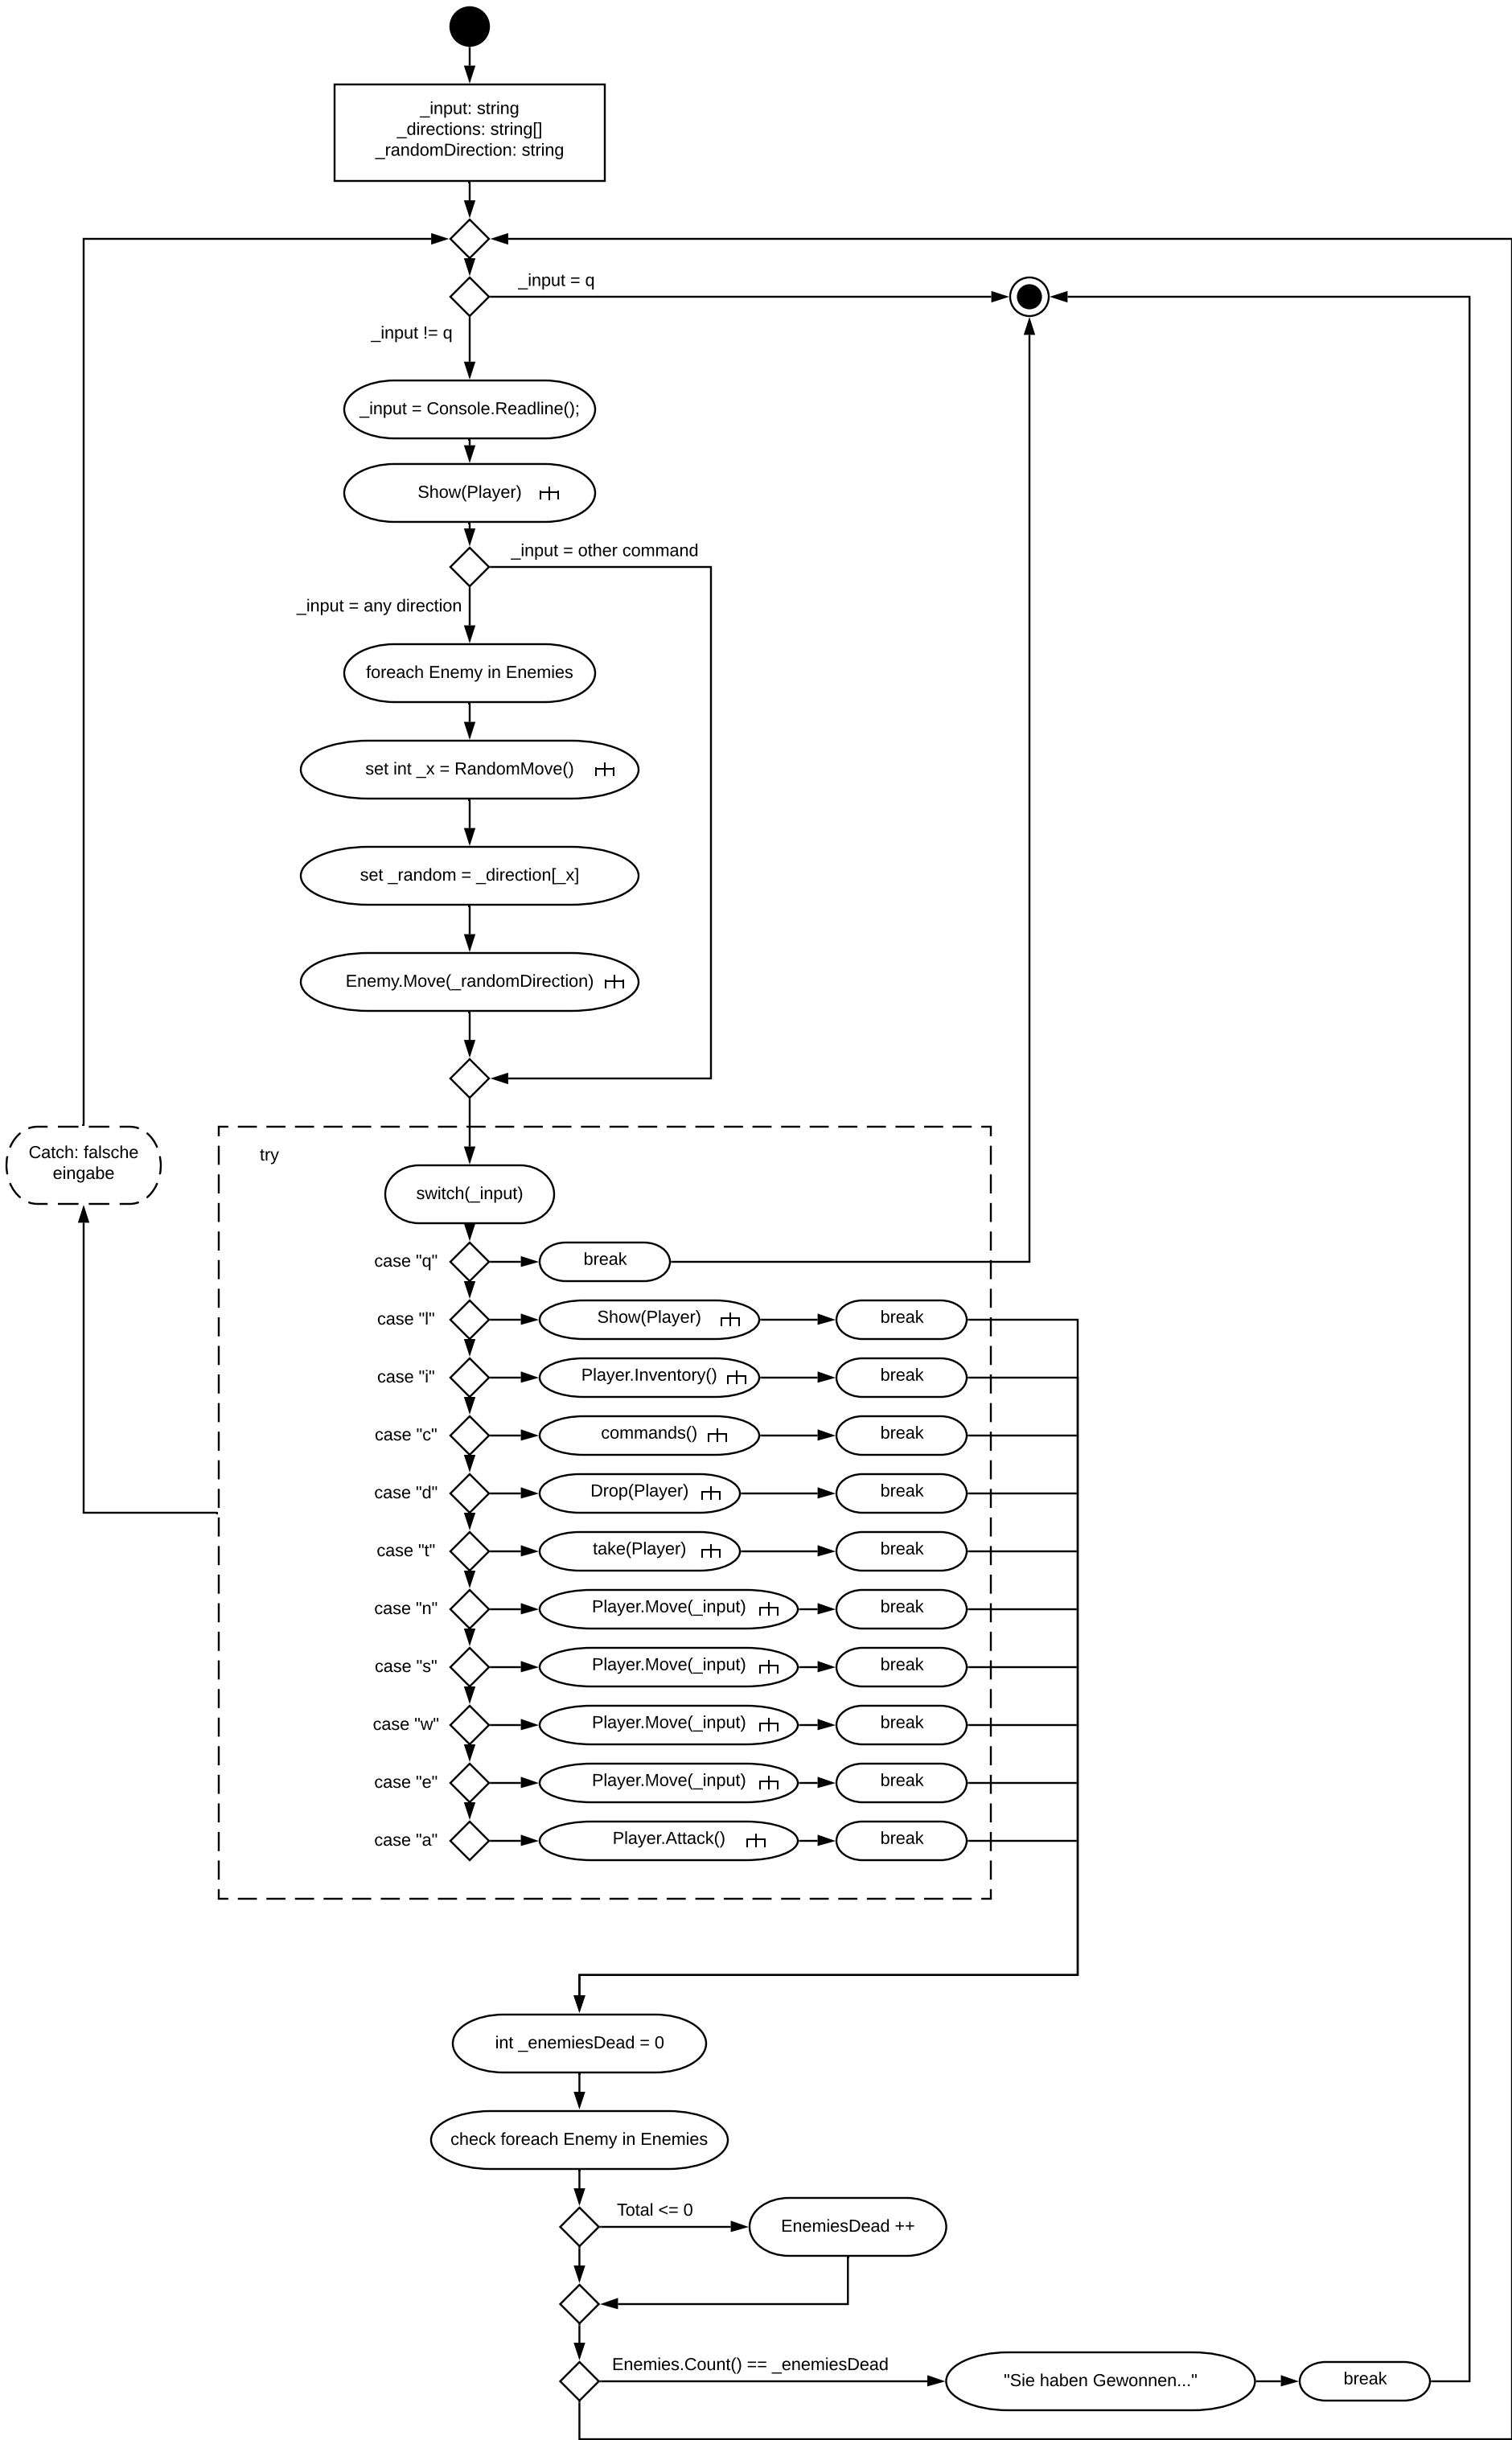 _input: string
_directions: string[]
_randomDirection: string
_input = q
_input != q
_input = Console.Readline();
Show(Player)
_input = other command
_input = any direction
foreach Enemy in Enemies
set int _x = RandomMove()
set _random = _direction[_x]
Enemy.Move(_randomDirection)
Catch: falsche
eingabe
try
switch(_input)
case "q"
break
case "l"
Show(Player)
break
case "i"
Player.Inventory()
break
case "c"
commands()
break
case "d"
Drop(Player)
break
case "t"
take(Player)
break
case "n"
Player.Move(_input)
break
case "s"
Player.Move(_input)
break
case "w"
Player.Move(_input)
break
case "e"
Player.Move(_input)
break
case "a"
Player.Attack()
break
int _enemiesDead = 0
check foreach Enemy in Enemies
Total <= 0
EnemiesDead ++
Enemies.Count() == _enemiesDead
"Sie haben Gewonnen..."
break